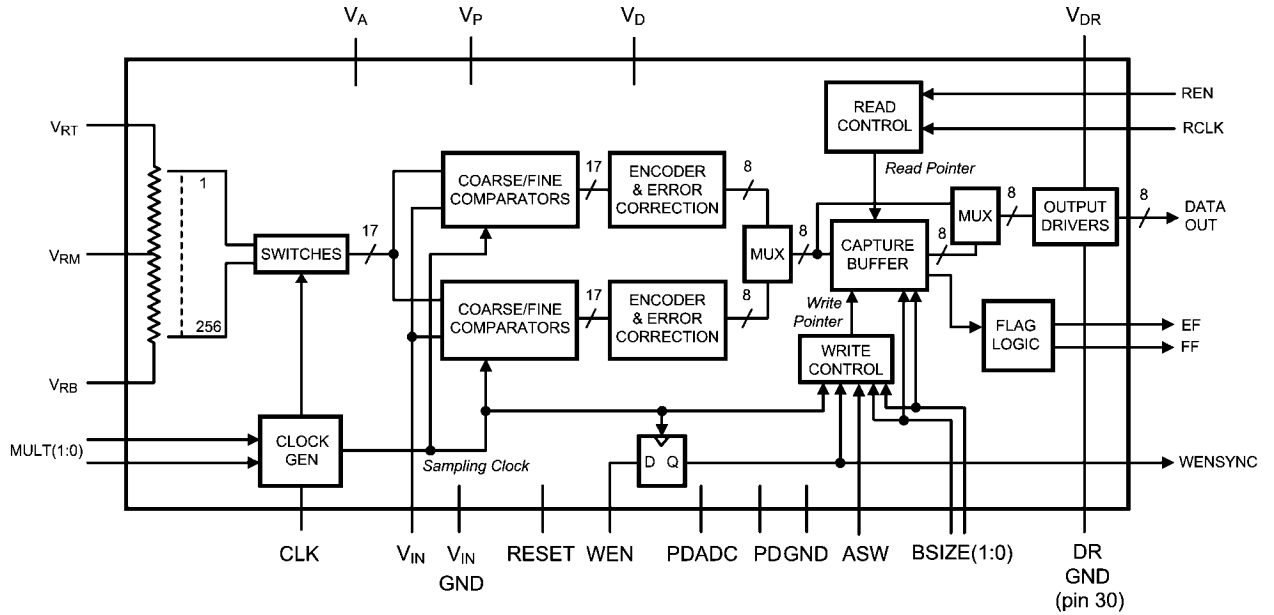 VA
VP
VD
VDR
REN
RCLK
READ
CONTROL
Read Pointer
VRT
VRM
VRB
1
256
SWITCHES
17
COARSE/FINE
COMPARATORS
17
ENCODER
& ERROR
CORRECTION
8
COARSE/FINE
COMPARATORS
17
ENCODER
& ERROR
CORRECTION
8
MUX
8
CAPTURE
BUFFER
8
MUX
8
OUTPUT
DRIVERS
8
DATA
OUT
Write
Pointer
WRITE
CONTROL
FLAG
LOGIC
EF
FF
MULT(1:0)
CLOCK
GEN
Sampling Clock
D Q
WENSYNC
CLK
VIN
VIN
GND
RESET
WEN
PDADC
PD
GND
ASW
BSIZE(1:0)
DR
GND
(pin 30)